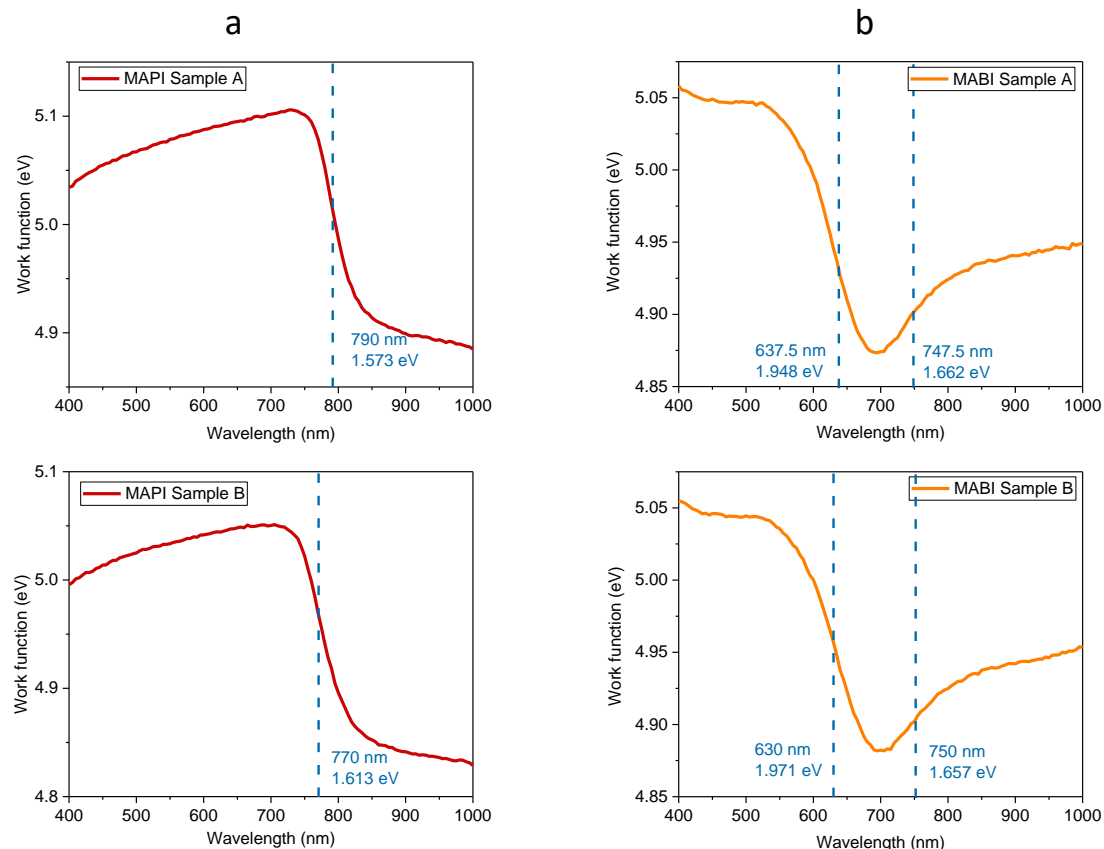 a
b
MAPI Sample A
5.1
5.0
4.9
Work function (eV)
790 nm
1.573 eV
400 500 600 700 800 900 1000
Wavelength (nm)
MABI Sample A
5.05
5.00
4.95
4.90
4.85
Work function (eV)
637.5 nm
1.948 eV
747.5 nm
1.662 eV
400 500 600 700 800 900 1000
Wavelength (nm)
MAPI Sample B
5.1
5.0
4.9
4.8
Work function (eV)
770 nm
1.613 eV
400 500 600 700 800 900 1000
Wavelength (nm)
MABI Sample B
5.05
5.00
4.95
4.90
4.85
Work function (eV)
630 nm
1.971 eV
750 nm
1.657 eV
400 500 600 700 800 900 1000
Wavelength (nm)